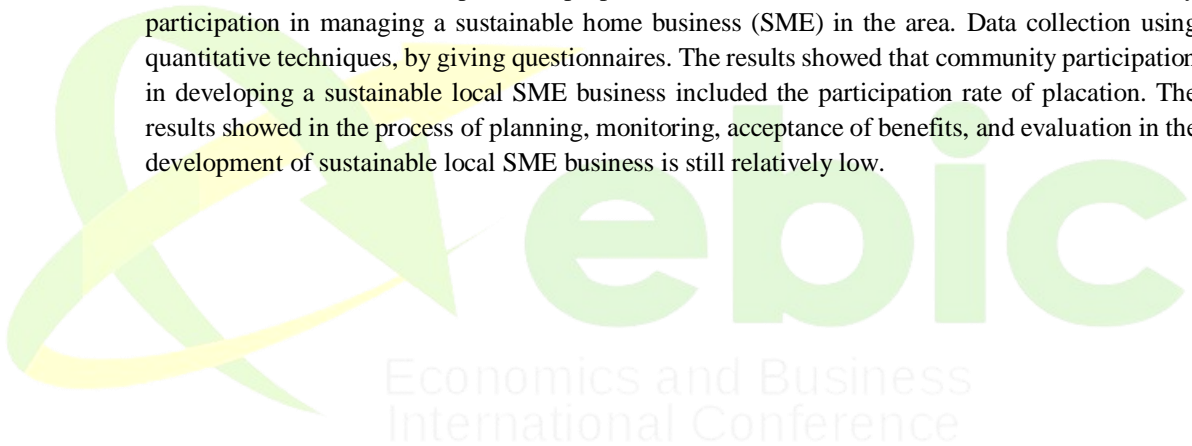 participation in managing a sustainable home business (SME) in the area. Data collection using
quantitative techniques, by giving questionnaires. The results showed that community participation
in developing a sustainable local SME business included the participation rate of placation. The
results showed in the process of planning, monitoring, acceptance of benefits, and evaluation in the
development of sustainable local SME business is still relatively low.
ebic
Economics and Business
International Conference